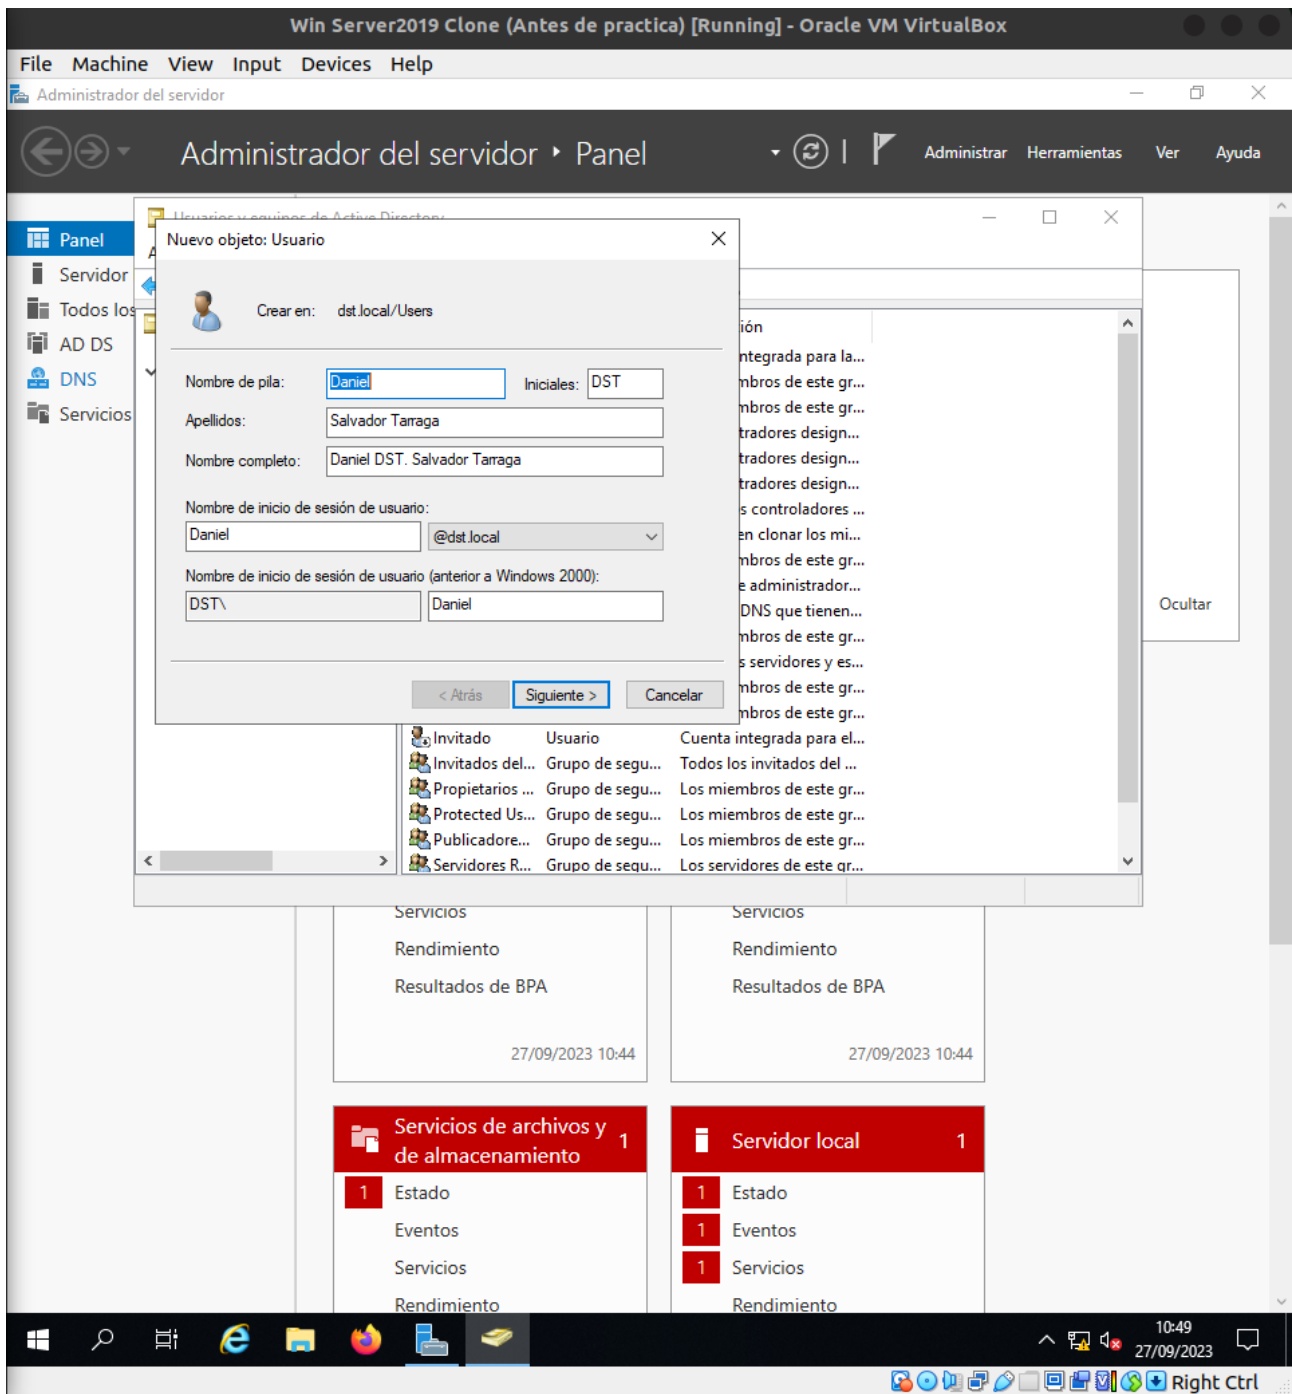 Win Server2019 Clone (Antes de practica) [Running] - Oracle VM VirtualBox
File Machine View Input Devices Help
Administrador del servidor
Administrador del servidor ‣ Panel
Administrar Herramientas Ver Ayuda
Usuarios y equipos de Active Directory
Panel
Servidor
Todos los
AD DS
DNS
Servicios
A
Nuevo objeto: Usuario
Crear en: dst.local/Users
Nombre de pila: Daniel Iniciales: DST
Apellidos: Salvador Tarraga
Nombre completo: Daniel DST. Salvador Tarraga
Nombre de inicio de sesión de usuario:
Daniel @dst.local
Nombre de inicio de sesión de usuario (anterior a Windows 2000):
DST\ Daniel
< Atrás Siguiente > Cancelar
ión
ntegrada para la...
mbros de este gr...
mbros de este gr...
tradores design...
tradores design...
tradores design...
s controladores ...
en clonar los mi...
mbros de este gr...
e administrador...
DNS que tienen...
mbros de este gr...
s servidores y es...
mbros de este gr...
mbros de este gr...
Invitado Usuario Cuenta integrada para el...
Invitados del... Grupo de segu... Todos los invitados del ...
Propietarios ... Grupo de segu... Los miembros de este gr...
Protected Us... Grupo de segu... Los miembros de este gr...
Publicadore... Grupo de segu... Los miembros de este gr...
Servidores R... Grupo de segu... Los servidores de este gr...
Ocultar
Servicios
Rendimiento
Resultados de BPA
27/09/2023 10:44
Servicios
Rendimiento
Resultados de BPA
27/09/2023 10:44
Servicios de archivos y de almacenamiento 1
1 Estado
Eventos
Servicios
Rendimiento
Servidor local 1
1 Estado
1 Eventos
1 Servicios
Rendimiento
10:49
27/09/2023
Right Ctrl